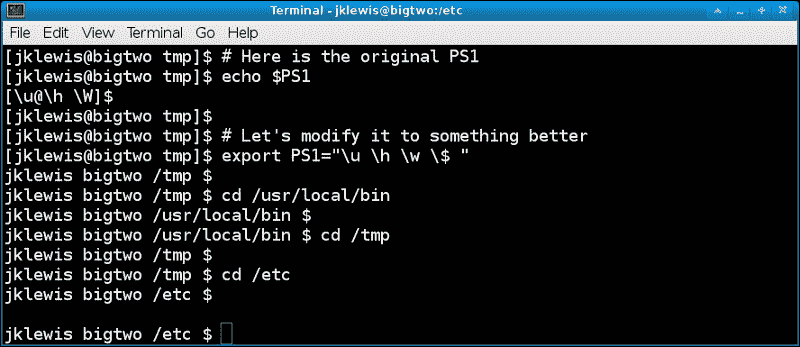 Terminal - jklewis@bigtwo:/etc
File Edit View Terminal Go Help
[jklewis@bigtwo tmp]$ # Here is the original PS1
[jklewis@bigtwo tmp]$ echo $PS1
[\u@\h \W]$
[jklewis@bigtwo tmp]$
[jklewis@bigtwo tmp]$ # Let's modify it to something better
[jklewis@bigtwo tmp]$ export PS1="\u \h \w \$ "
jklewis bigtwo /tmp $
jklewis bigtwo /tmp $ cd /usr/local/bin
jklewis bigtwo /usr/local/bin $
jklewis bigtwo /usr/local/bin $ cd /tmp
jklewis bigtwo /tmp $
jklewis bigtwo /tmp $ cd /etc
jklewis bigtwo /etc $
jklewis bigtwo /etc $